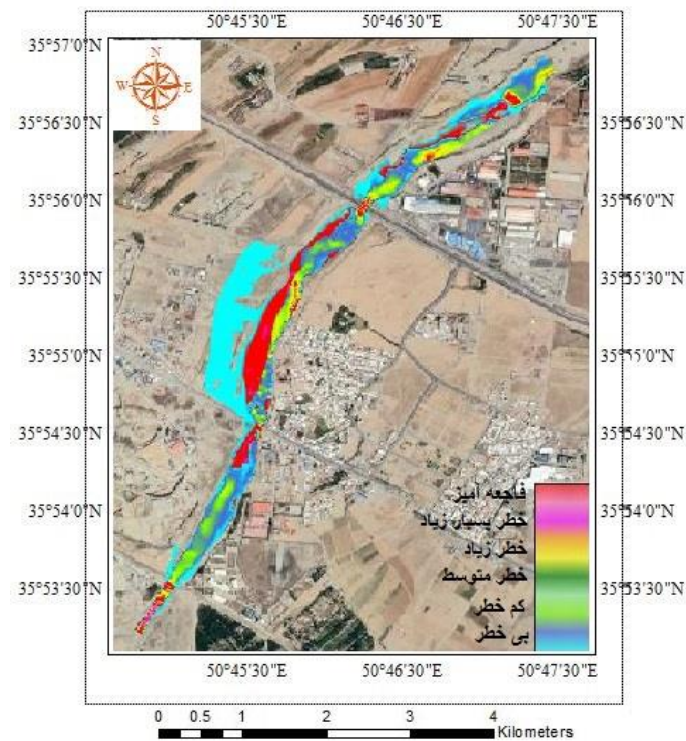 50°45'30"E 50°46'30"E 50°47'30"E
35°57'0"N
N
W E
S
35°56'30"N 35°56'30"N
35°56'0"N 35°56'0"N
35°55'30"N 35°55'30"N
35°55'0"N 35°55'0"N
35°54'30"N 35°54'30"N
فاجعه آمیز
35°54'0"N 35°54'0"N
خطر بسیار زیاد
خطر زیاد
خطر متوسط
35°53'30"N 35°53'30"N
کم خطر
بی خطر
50°45'30"E 50°46'30"E 50°47'30"E
0 0.5 1 2 3 4
Kilometers